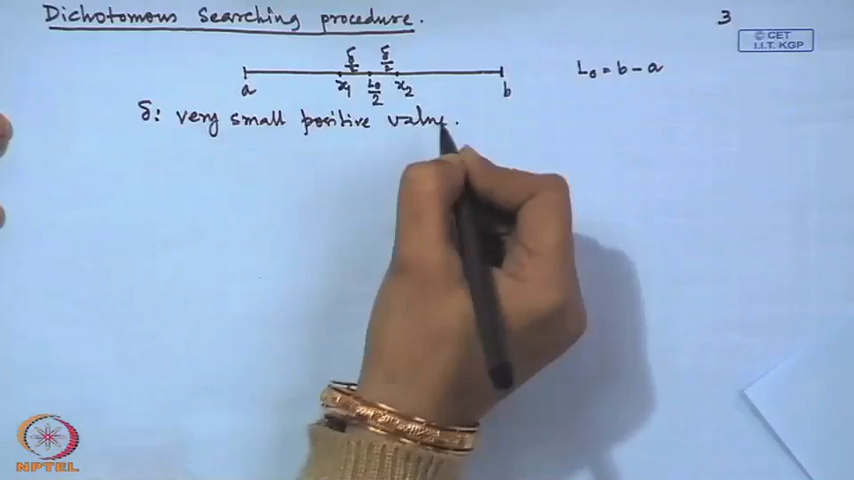 Dichotomous Searching procedure.
3
© CET
I.I.T. KGP
δ/2 δ/2
a x₁ L₀/2 x₂ b
L₀ = b - a
δ: very small positive value.
NPTEL